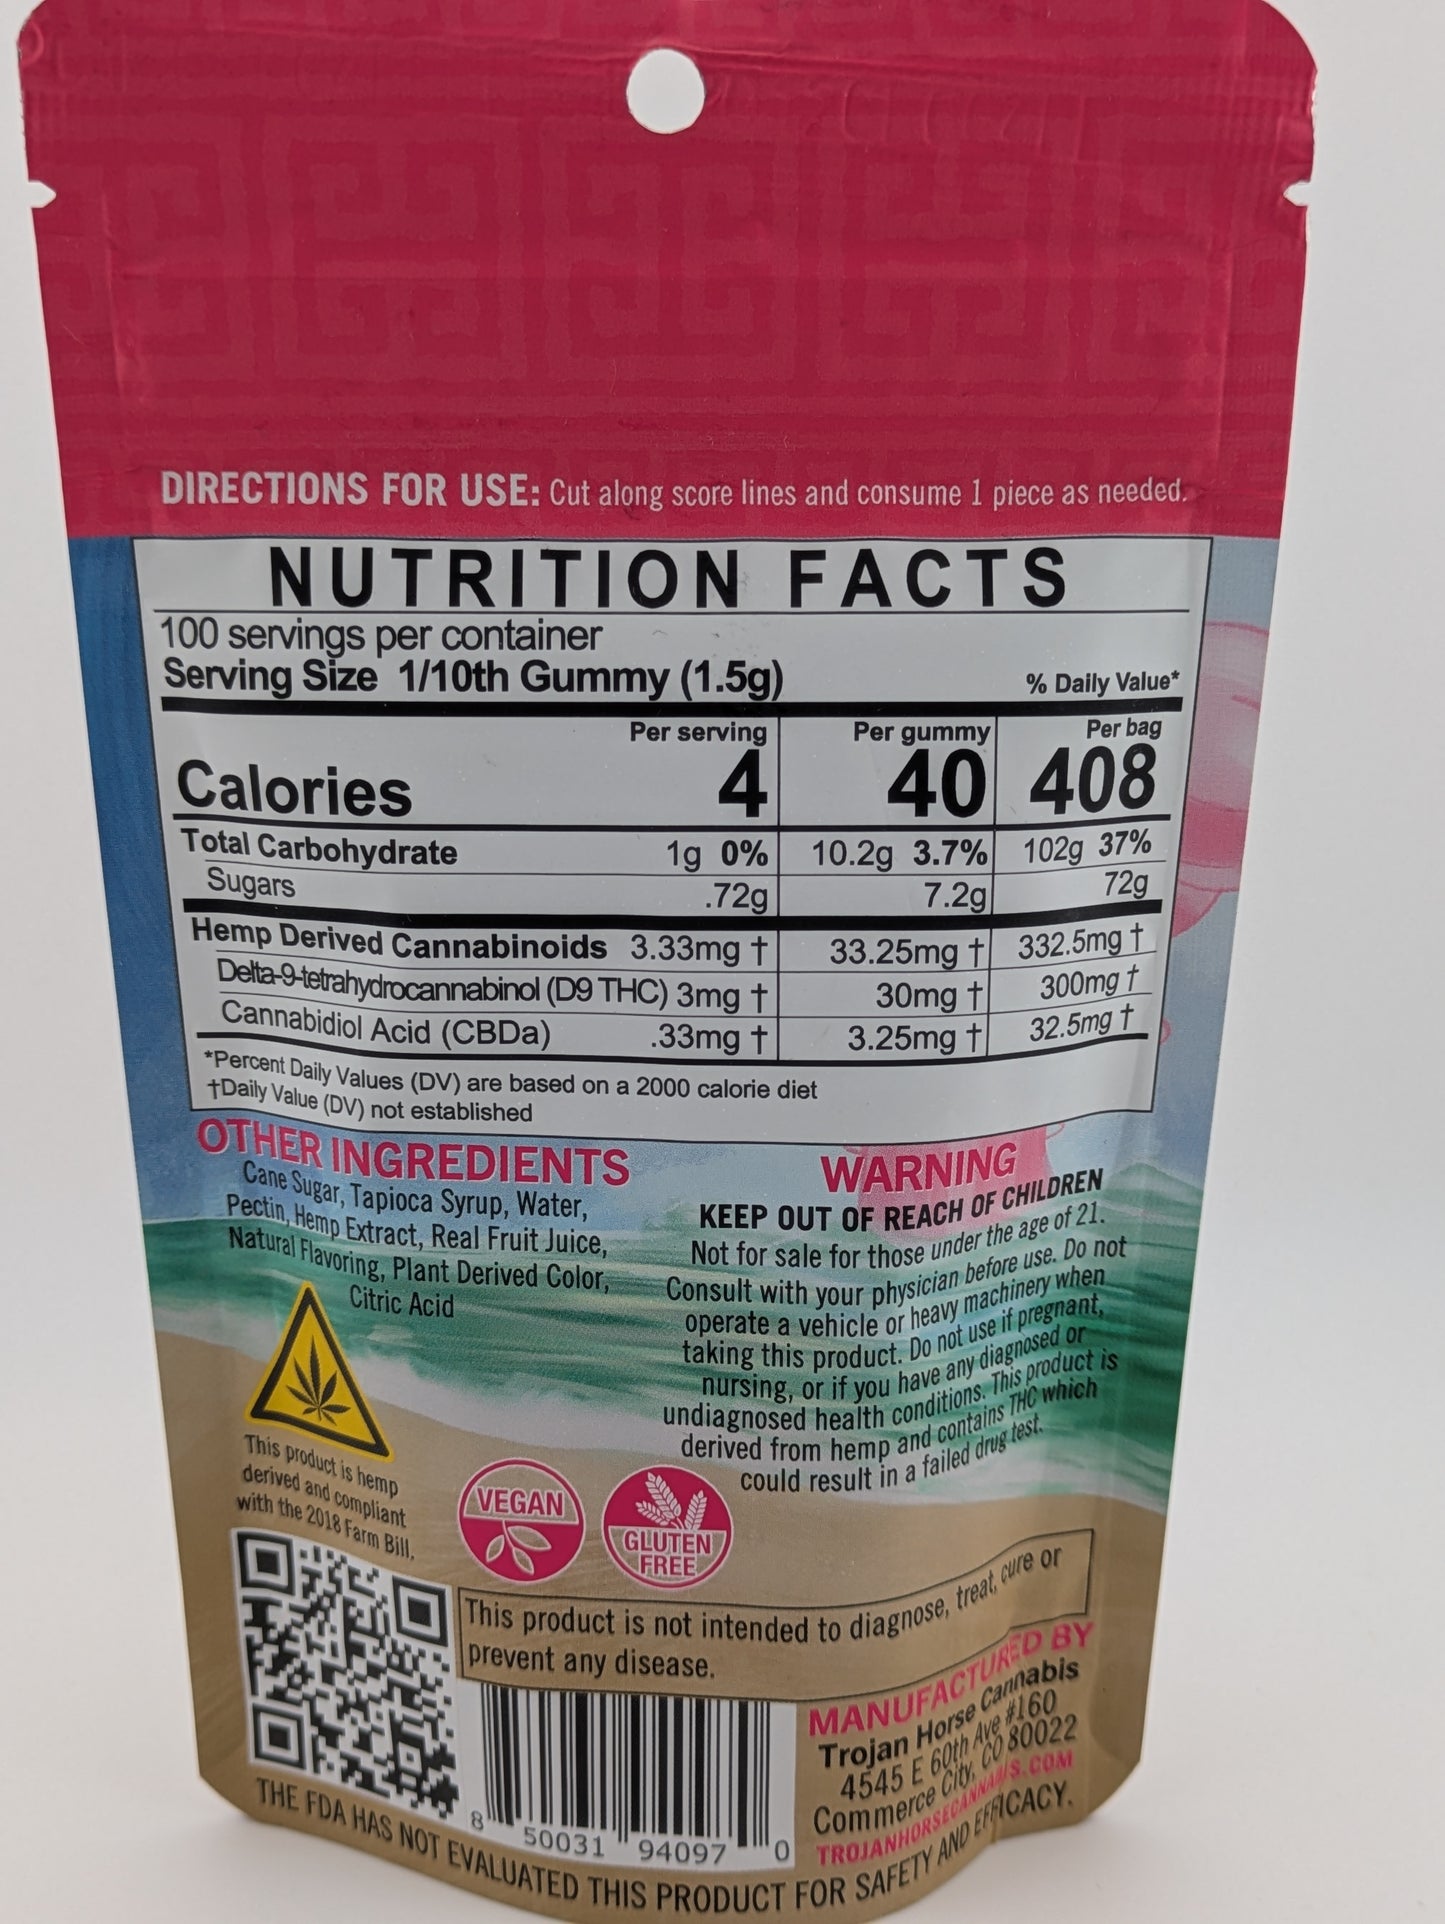 DIRECTIONS FOR USE: Cut along score lines and consume 1 piece as needed.
NUTRITION FACTS
100 servings per container
Serving Size 1/10th Gummy (1.5g)
% Daily Value*
Per serving Per gummy Per bag
Calories 4 40 408
Total Carbohydrate 1g 0% 10.2g 3.7% 102g 37%
Sugars .72g 7.2g 72g
Hemp Derived Cannabinoids 3.33mg † 33.25mg † 332.5mg †
Delta-9-tetrahydrocannabinol (D9 THC) 3mg † 30mg † 300mg †
Cannabidiol Acid (CBDa) .33mg † 3.25mg † 32.5mg †
*Percent Daily Values (DV) are based on a 2000 calorie diet
†Daily Value (DV) not established
OTHER INGREDIENTS
Cane Sugar, Tapioca Syrup, Water,
Pectin, Hemp Extract, Real Fruit Juice,
Natural Flavoring, Plant Derived Color,
Citric Acid
WARNING
KEEP OUT OF REACH OF CHILDREN
Not for sale for those under the age of 21.
Consult with your physician before use. Do not
operate a vehicle or heavy machinery when
taking this product. Do not use if pregnant,
nursing, or if you have any diagnosed or
undiagnosed health conditions. This product is
derived from hemp and contains THC which
could result in a failed drug test.
This product is hemp
derived and compliant
with the 2018 Farm Bill.
VEGAN
GLUTEN
FREE
This product is not intended to diagnose, treat, cure or
prevent any disease.
8 50031 94097 0
MANUFACTURED BY
Trojan Horse Cannabis
4545 E 60th Ave #160
Commerce City, CO 80022
TROJANHORSECANNABIS.COM
THE FDA HAS NOT EVALUATED THIS PRODUCT FOR SAFETY AND EFFICACY.